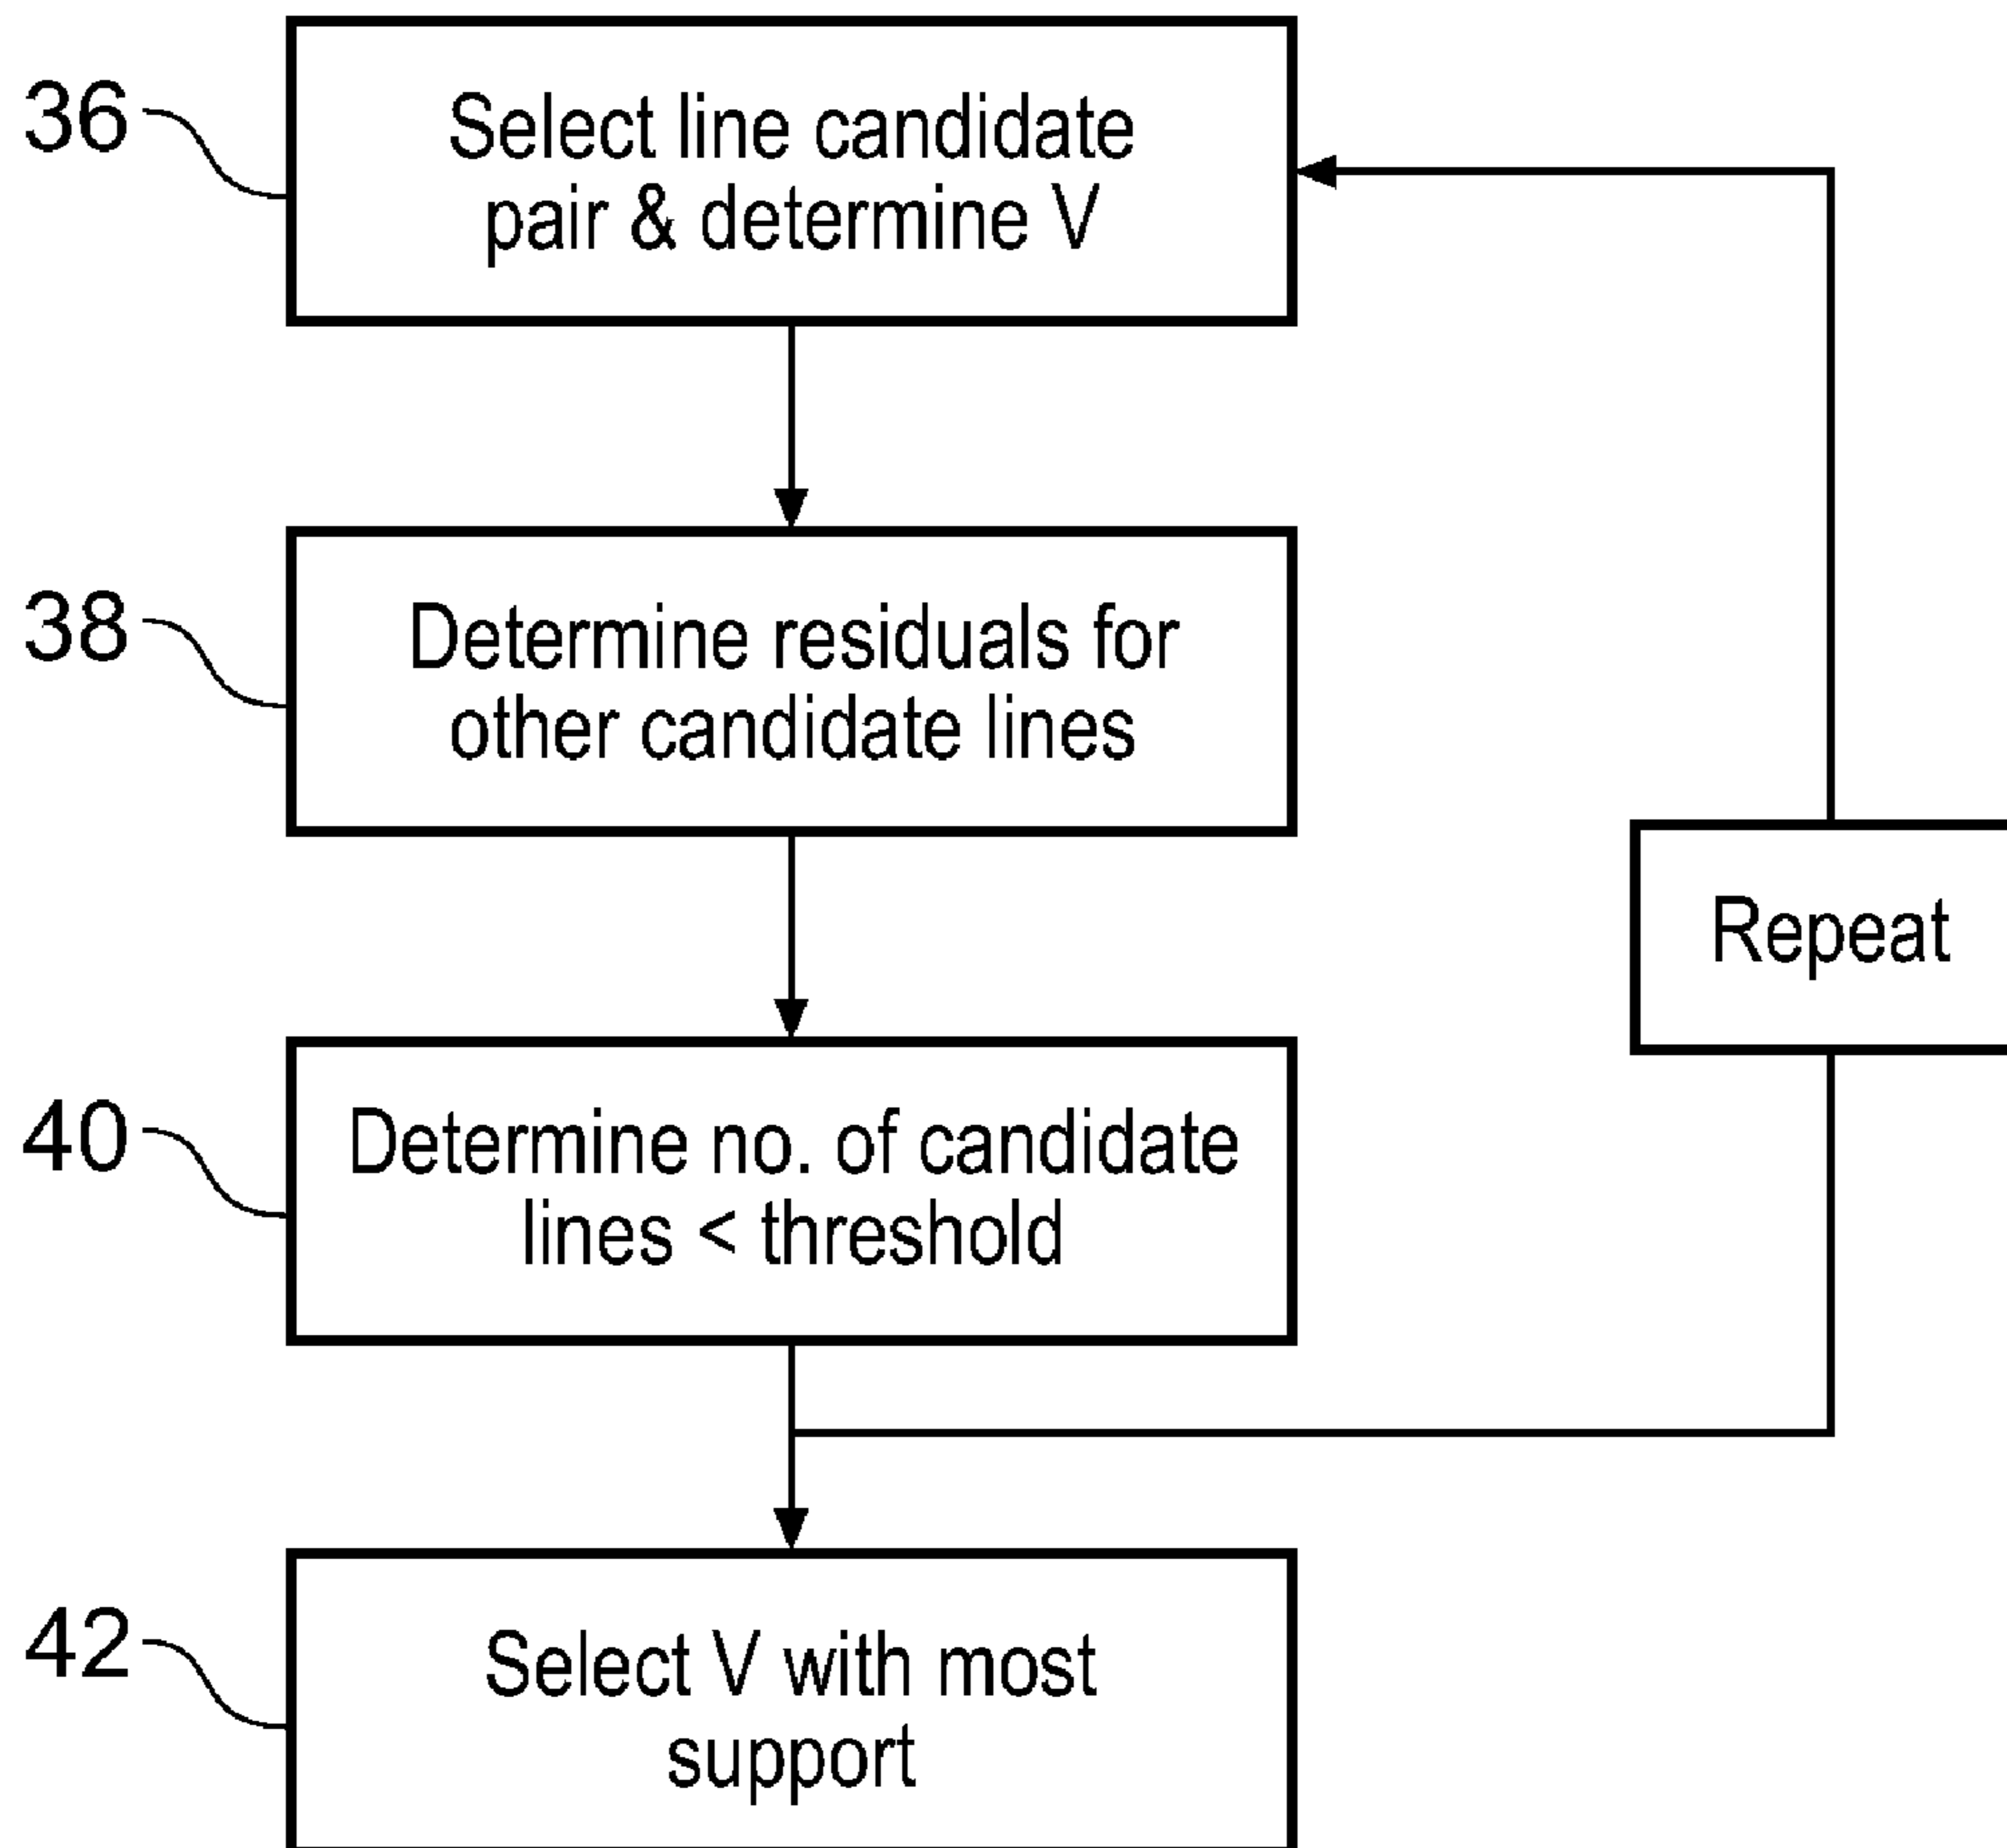 36
Select line candidate
pair & determine V
38
Determine residuals for
other candidate lines
Repeat
40
Determine no. of candidate
lines < threshold
42
Select V with most
support